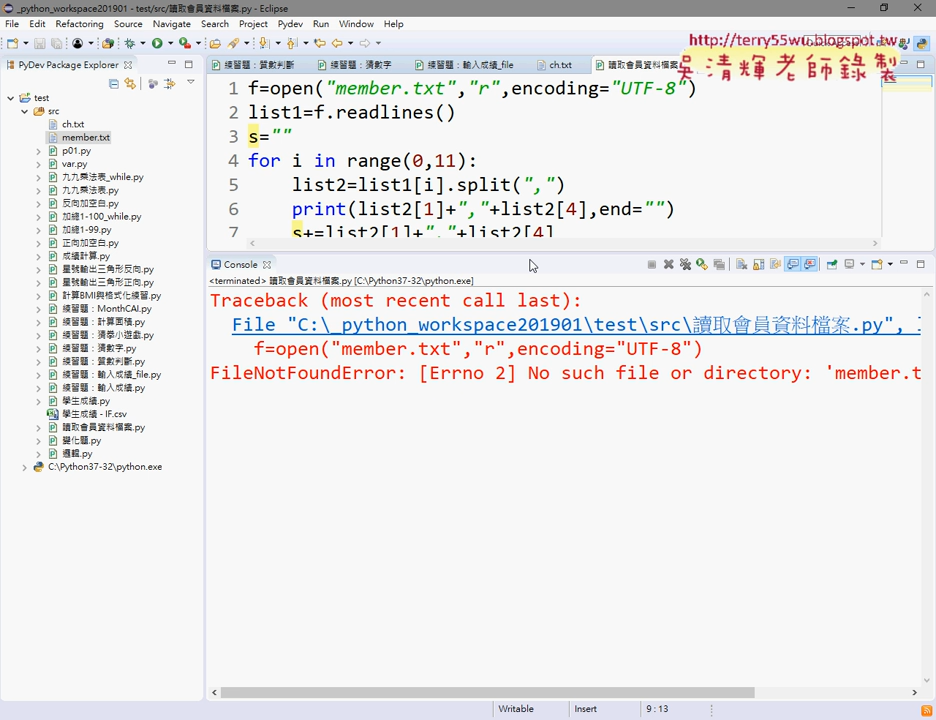 _python_workspace201901 - test/src/讀取會員資料檔案.py - Eclipse
File Edit Refactoring Source Navigate Search Project Pydev Run Window Help
http://terry55wu.blogspot.tw
吳清輝老師錄製
PyDev Package Explorer
練習題：質數判斷
練習題：猜數字
練習題：輸入成績_file
ch.txt
讀取會員資料檔案
test
src
ch.txt
member.txt
p01.py
var.py
九九乘法表_while.py
九九乘法表.py
反向加空白.py
加總1-100_while.py
加總1-99.py
正向加空白.py
成績計算.py
星號輸出三角形反向.py
星號輸出三角形.py
計算BMI與格式化練習.py
練習題：MonthCAl.py
練習題：計算面積.py
練習題：猜拳小遊戲.py
練習題：猜數字.py
練習題：質數判斷.py
練習題：輸入成績_file.py
練習題：輸入成績.py
學生成績.py
學生成績 - IF.csv
讀取會員資料檔案.py
變化題.py
邏輯.py
C:\Python37-32\python.exe
1 f=open("member.txt","r",encoding="UTF-8")
2 list1=f.readlines()
3 s=""
4 for i in range(0,11):
5 list2=list1[i].split(",")
6 print(list2[1]+","+list2[4],end="")
7 s+=list2[1]+","+list2[4]
Console
<terminated> 讀取會員資料檔案.py [C:\Python37-32\python.exe]
Traceback (most recent call last):
File "C:\_python_workspace201901\test\src\讀取會員資料檔案.py",
f=open("member.txt","r",encoding="UTF-8")
FileNotFoundError: [Errno 2] No such file or directory: 'member.t
Writable Insert 9 : 13